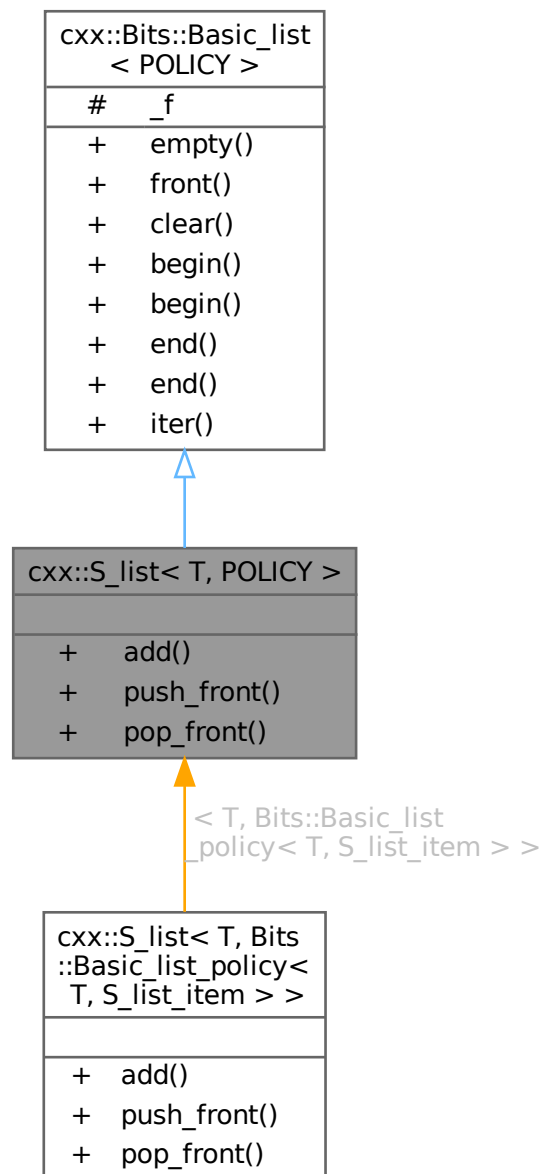 cxx::Bits::Basic_list
< POLICY >
# _f
+ empty()
+ front()
+ clear()
+ begin()
+ begin()
+ end()
+ end()
+ iter()
cxx::S_list< T, POLICY >
+ add()
+ push_front()
+ pop_front()
< T, Bits::Basic_list
_policy< T, S_list_item > >
cxx::S_list< T, Bits
::Basic_list_policy<
T, S_list_item > >
+ add()
+ push_front()
+ pop_front()